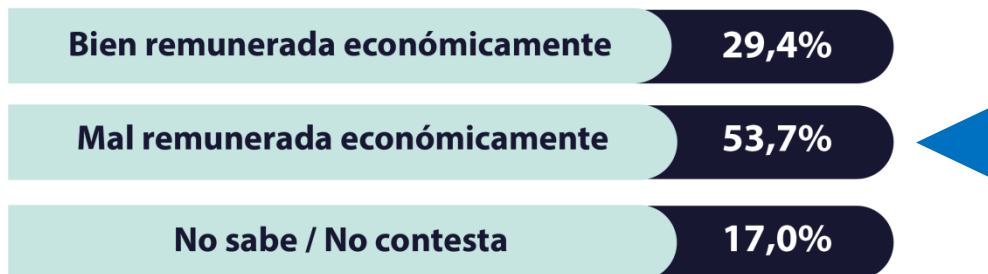 Bien remunerada económicamente 29,4%
Mal remunerada económicamente 53,7%
No sabe / No contesta 17,0%